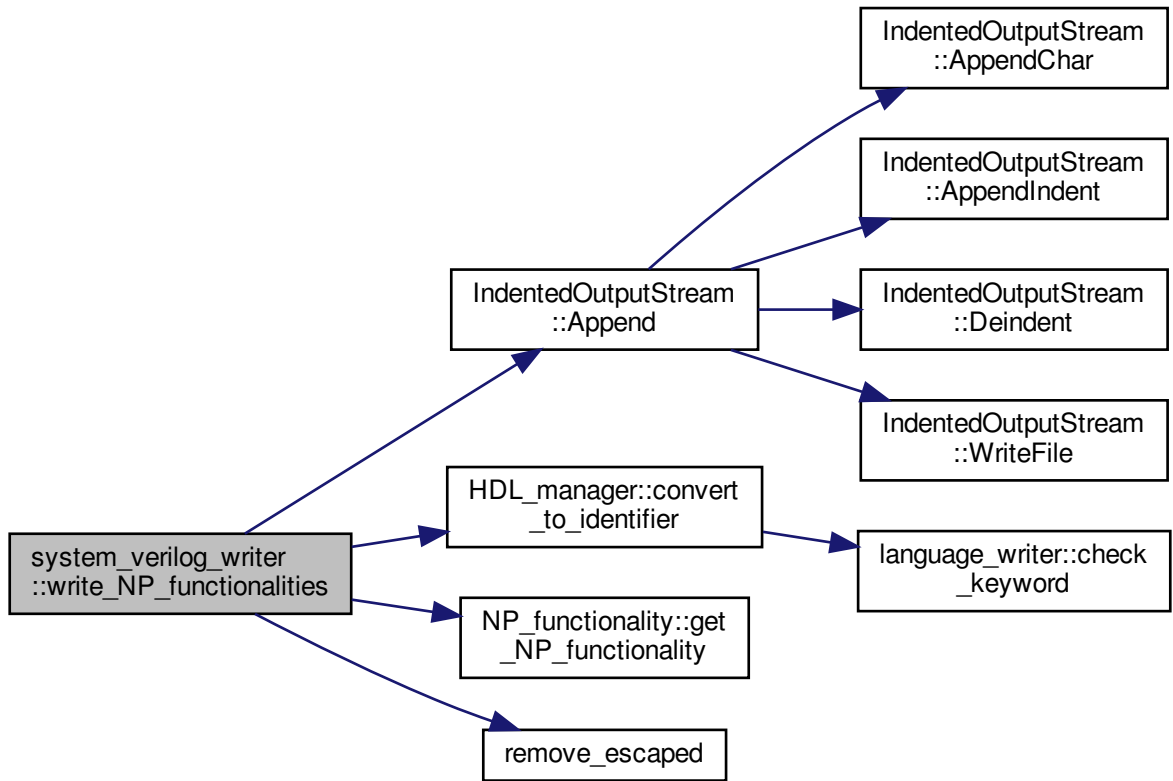 IndentedOutputStream
::AppendChar
IndentedOutputStream
::AppendIndent
IndentedOutputStream
::Append
IndentedOutputStream
::Deindent
IndentedOutputStream
::WriteFile
HDL_manager::convert
_to_identifier
language_writer::check
_keyword
system_verilog_writer
::write_NP_functionalities
NP_functionality::get
_NP_functionality
remove_escaped